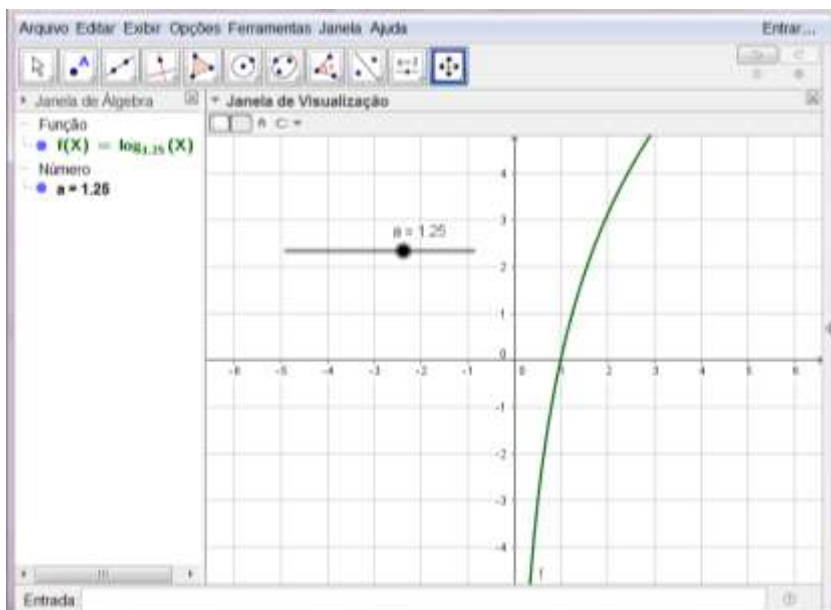 Arquivo Editar Exibir Opções Ferramentas Janela Ajuda Entrar...
Janela de Álgebra
Função
f(X) = log₁.₂₅(X)
Número
a = 1.25
Janela de Visualização
a = 1.25
4
3
2
1
0
-6 -5 -4 -3 -2 -1 0 1 2 3 4 5 6
-1
-2
-3
-4
f
Entrada